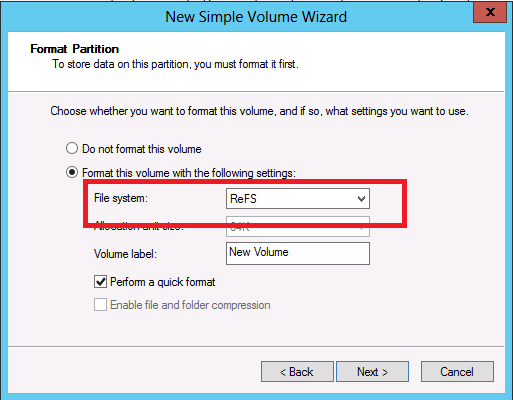 New Simple Volume Wizard
x
Format Partition
To store data on this partition, you must format it first.
Choose whether you want to format this volume, and if so, what settings you want to use.
Do not format this volume
Format this volume with the following settings:
File system: ReFS
Allocation unit size: 64K
Volume label: New Volume
Perform a quick format
Enable file and folder compression
< Back Next > Cancel